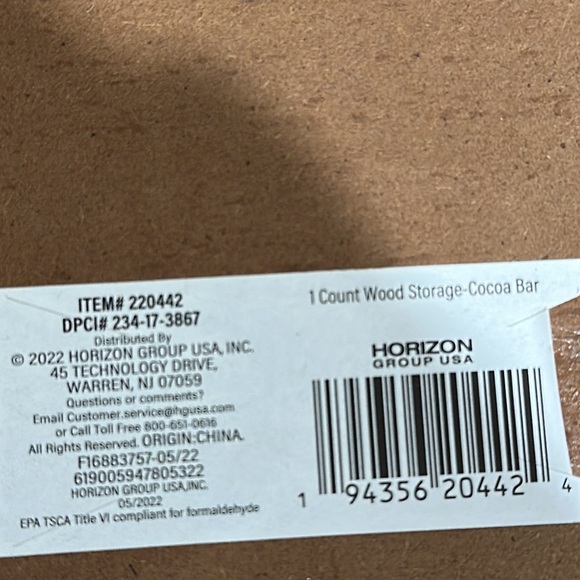 ITEM# 220442
DPCI# 234-17-3867
Distributed By
© 2022 HORIZON GROUP USA, INC.
45 TECHNOLOGY DRIVE,
WARREN, NJ 07059
Questions or comments?
Email Customer.service@hgusa.com
or Call Toll Free 800-651-0616
All Rights Reserved. ORIGIN:CHINA.
F16883757-05/22
619005947805322
HORIZON GROUP USA,INC.
05/2022
EPA TSCA Title VI compliant for formaldehyde
1 Count Wood Storage-Cocoa Bar
HORIZON
GROUP USA
1 94356 20442 4